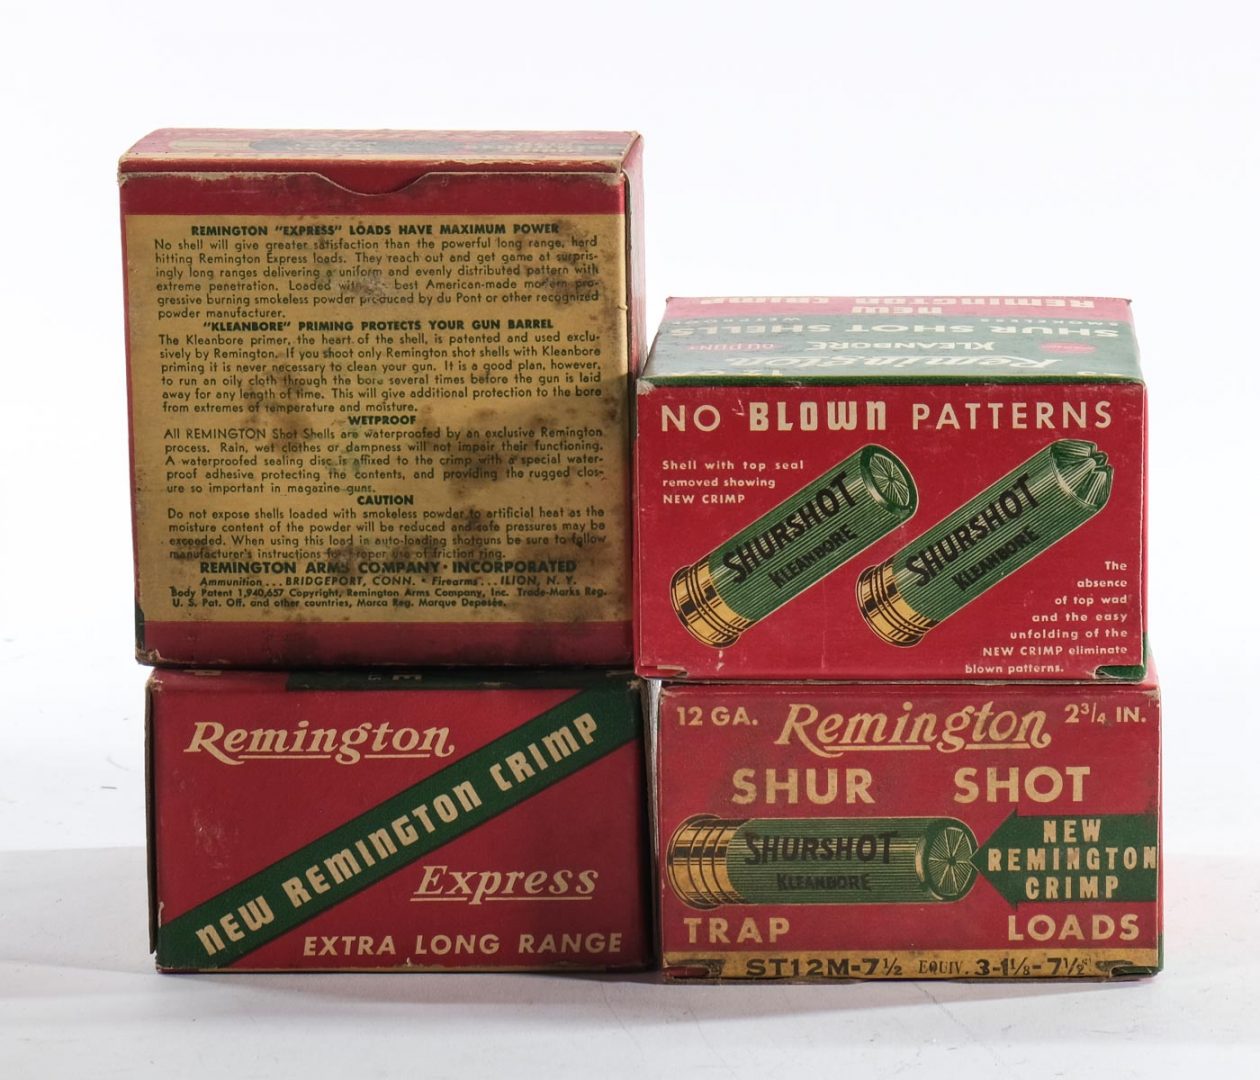 REMINGTON "EXPRESS" LOADS HAVE MAXIMUM POWER
No shell will give greater satisfaction than the powerful long range, hard
hitting Remington Express loads. They reach out and get game at surpris-
ingly long ranges delivering a uniform and evenly distributed pattern with
extreme penetration. Loaded best American-made modern pro-
gressive burning smokeless powder produced by du Pont or other recognized
powder manufacturer.
"KLEANBORE" PRIMING PROTECTS YOUR GUN BARREL
The Kleanbore primer, the heart of the shell, is patented and used exclu-
sively by Remington. If you shoot only Remington shot shells with Kleanbore
priming it is never necessary to clean your gun. It is a good plan, however,
to run an oily cloth through the bore several times before the gun is laid
away for any length of time. This will give additional protection to the bore
from extremes of temperature and moisture.
WETPROOF
All REMINGTON Shot Shells are waterproofed by an exclusive Remington
process. Rain, wet clothes or dampness will not impair their functioning.
A waterproofed sealing disc is affixed to the crimp with a special water-
proof adhesive protecting the contents, and providing the rugged clos-
ure so important in magazine guns.
CAUTION
Do not expose shells loaded with smokeless powder to artificial heat as the
moisture content of the powder will be reduced and safe pressures may be
exceeded. When using this load in auto-loading shotguns be sure to follow
manufacturer's instructions for proper use of friction ring.
REMINGTON ARMS COMPANY · INCORPORATED
Ammunition... BRIDGEPORT, CONN. • Firearms... ILION, N. Y.
Body Patent 1,940,657 Copyright, Remington Arms Company, Inc. Trade-Marks Reg.
U. S. Pat. Off. and other countries, Marca Reg. Marque Deposée.
Remington
NEW
SHUR SHOT SHELLS
KLEANBORE
Remington
NO BLOWN PATTERNS
Shell with top seal
removed showing
NEW CRIMP
SHURSHOT
KLEANBORE
SHURSHOT
KLEANBORE
The
absence
of top wad
and the easy
unfolding of the
NEW CRIMP eliminate
blown patterns.
Remington
NEW REMINGTON CRIMP
Express
EXTRA LONG RANGE
12 GA. Remington 2¾ IN.
SHUR SHOT
SHURSHOT
KLEANBORE
NEW
REMINGTON
CRIMP
TRAP LOADS
ST12M-7½ EQUIV. 3-1⅛-7½